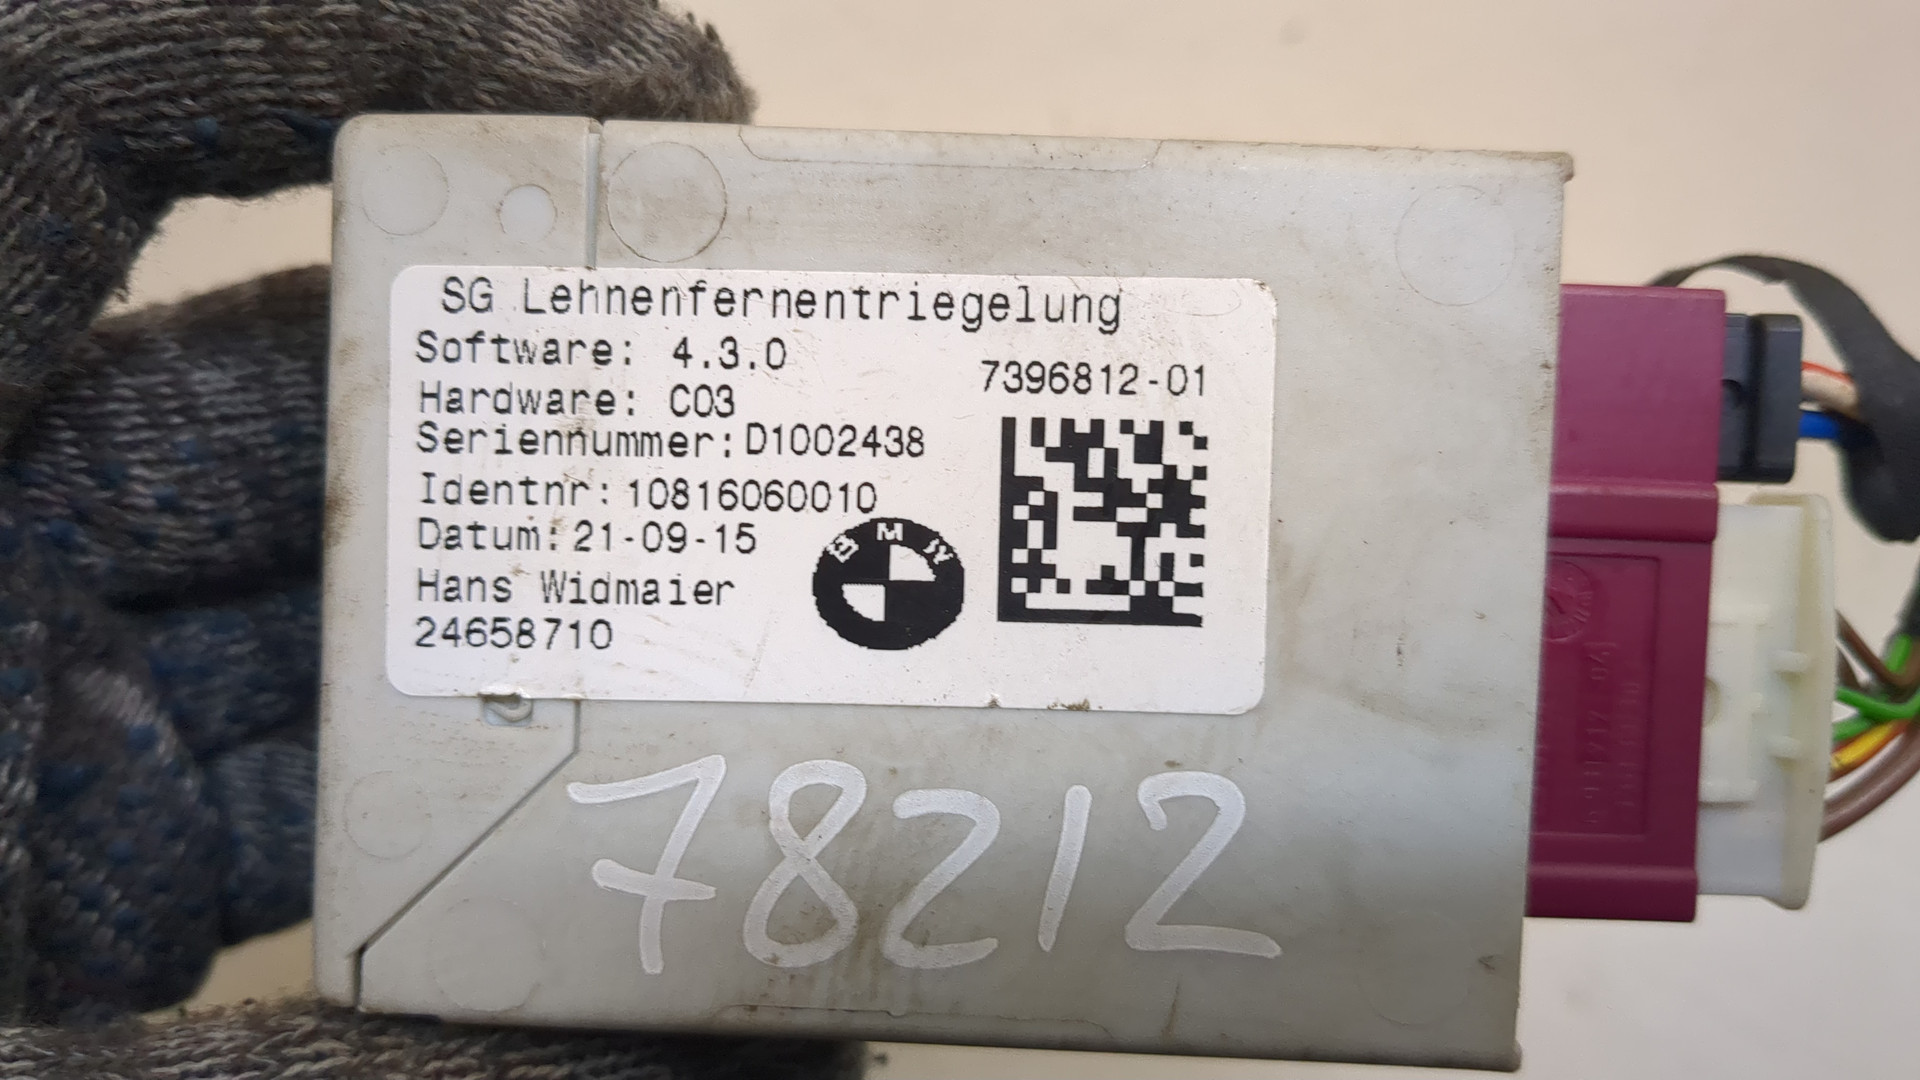 SG Lehnenfernentriegelung
Software: 4.3.0
7396812-01
Hardware: C03
Seriennummer: D1002438
Identnr: 10816060010
Datum: 21-09-15
BMW
Hans Widmaier
24658710
78212